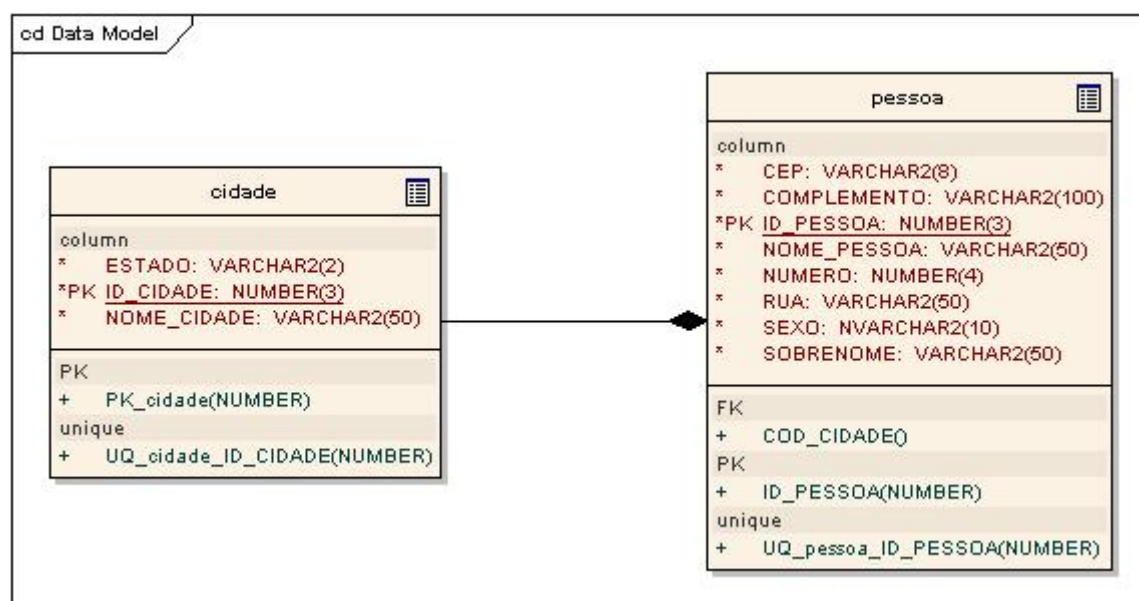 cd Data Model
cidade
column
* ESTADO: VARCHAR2(2)
*PK ID_CIDADE: NUMBER(3)
* NOME_CIDADE: VARCHAR2(50)
PK
+ PK_cidade(NUMBER)
unique
+ UQ_cidade_ID_CIDADE(NUMBER)
pessoa
column
* CEP: VARCHAR2(8)
* COMPLEMENTO: VARCHAR2(100)
*PK ID_PESSOA: NUMBER(3)
* NOME_PESSOA: VARCHAR2(50)
* NUMERO: NUMBER(4)
* RUA: VARCHAR2(50)
* SEXO: NVARCHAR2(10)
* SOBRENOME: VARCHAR2(50)
FK
+ COD_CIDADE()
PK
+ ID_PESSOA(NUMBER)
unique
+ UQ_pessoa_ID_PESSOA(NUMBER)